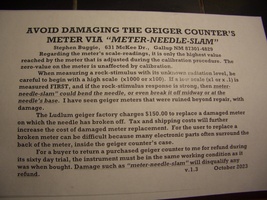 AVOID DAMAGING THE GEIGER COUNTER'S
METER VIA "METER-NEEDLE-SLAM"
Stephen Buggie, 631 McKee Dr., Gallup NM 87301-4829
Regarding the meter's scale-readings, it is only the highest value
reached by the meter that is adjusted during the calibration procedure. The
zero-value on the meter is unaffected by calibration.
When measuring a rock-stimulus with its unknown radiation level, be
careful to begin with a high scale (x1000 or x100). If a low scale (x1 or x.1) is
measured FIRST, and if the rock-stimulus response is strong, then meter-
needle-slam" could bend the needle, or even break it off midway or at the
needle's base. I have seen geiger meters that were ruined beyond repair, with
damage.
The Ludlum geiger factory charges $150.00 to replace a damaged meter
on which the needle has broken off. Tax and shipping costs will further
increase the cost of damaged meter replacement. For the user to replace a
broken meter can be difficult because many electronic parts often surround the
back of the meter, inside the geiger counter's case.
For a buyer to return a purchased geiger counter to me for refund during
its sixty day trial, the instrument must be in the same working condition as it
was when bought. Damage such as "meter-needle-slam" will disqualify any
refund.
v.1.3 October 2022